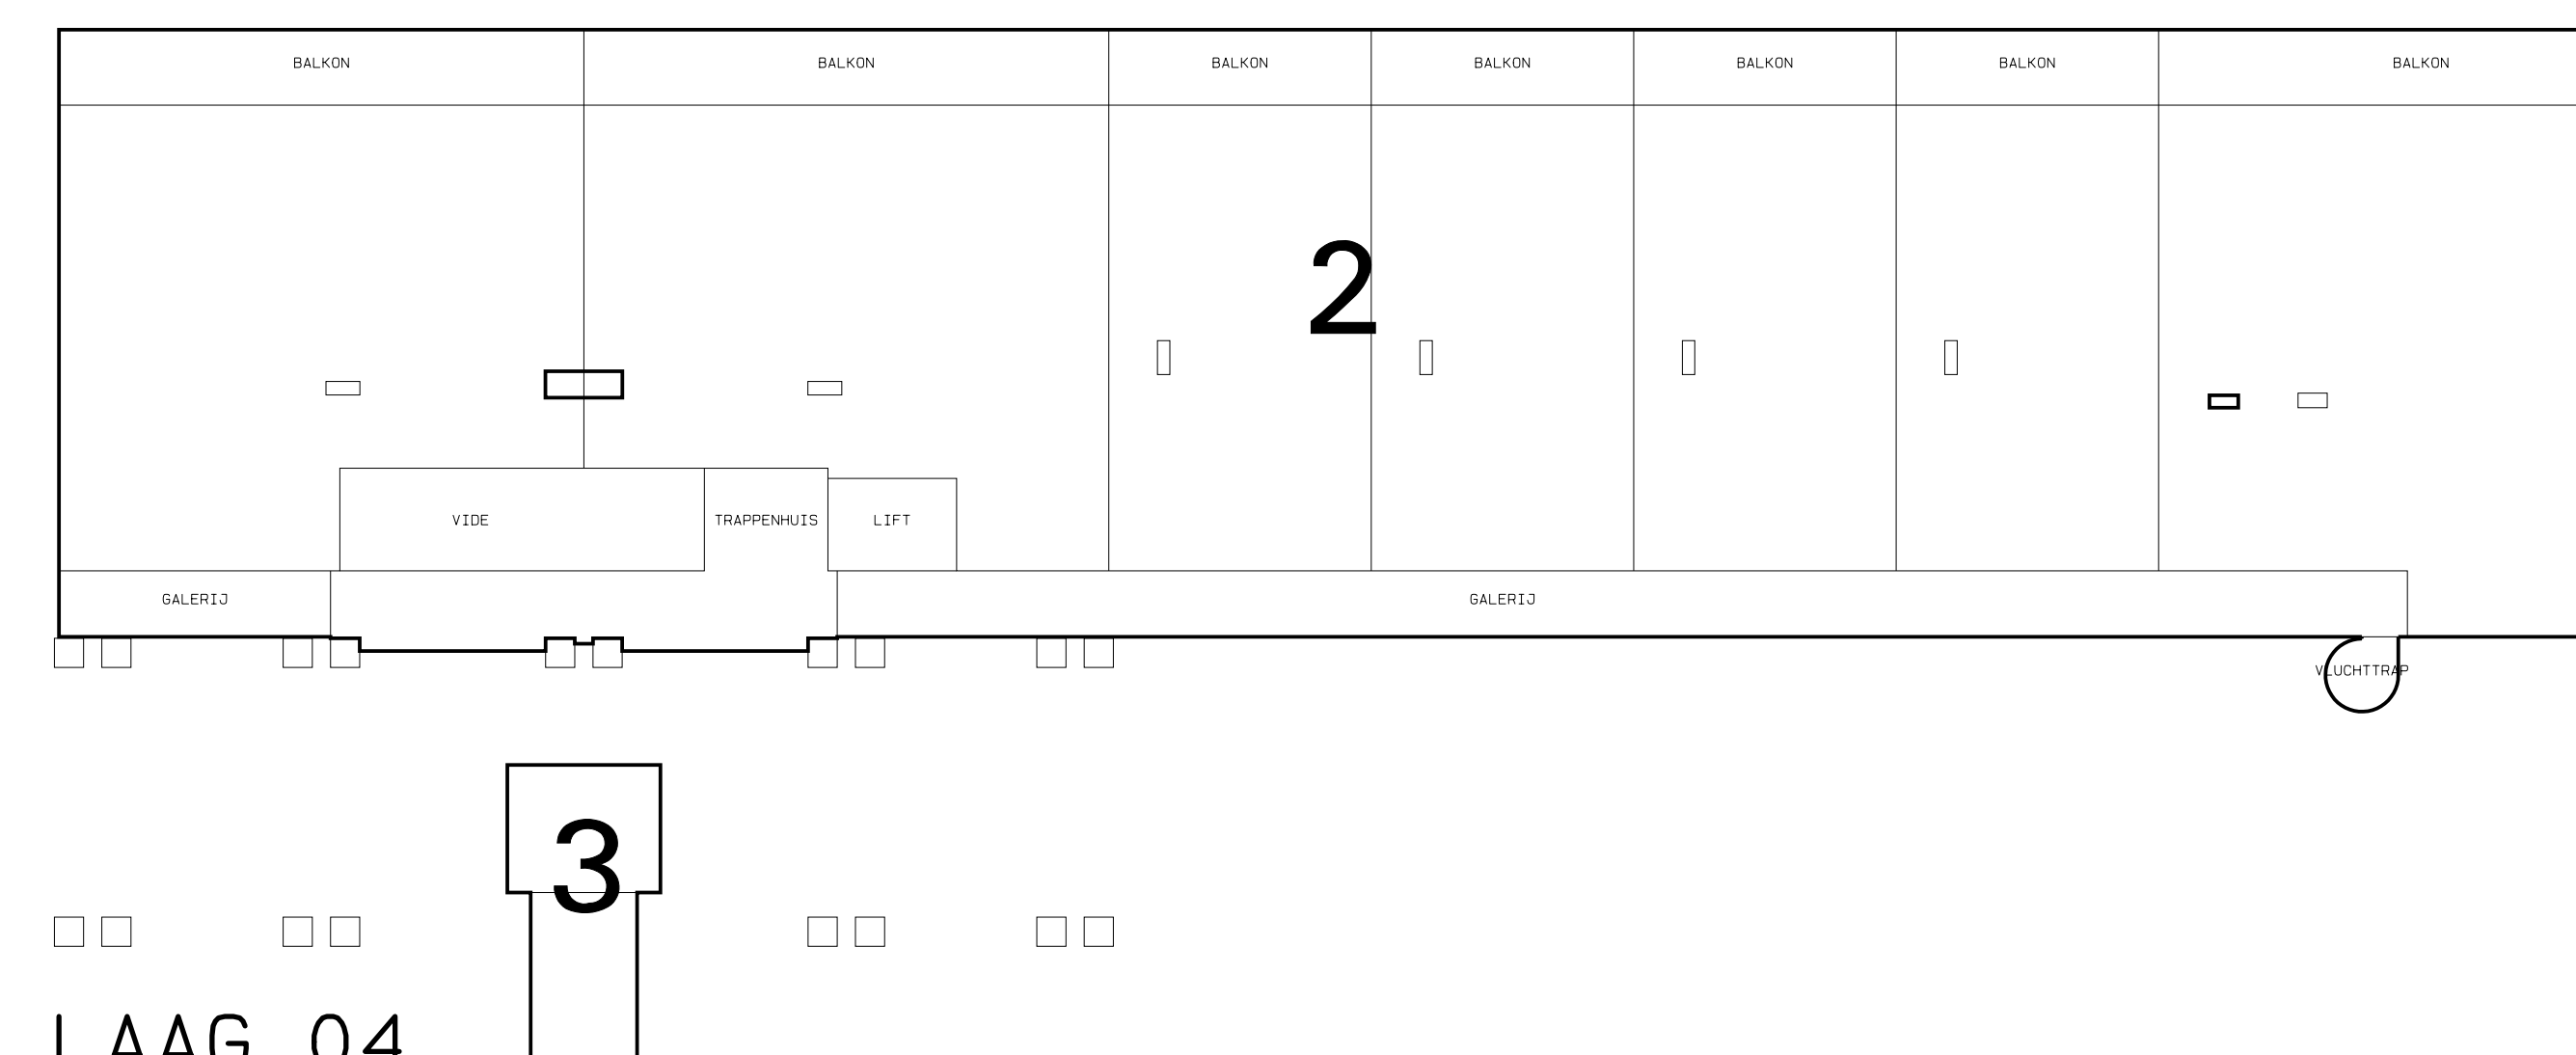 BALKON BALKON BALKON BALKON BALKON BALKON BALKON
2
VIDE TRAPPENHUIS LIFT
GALERIJ GALERIJ
VLUCHTTRAP
3
LAAG 04